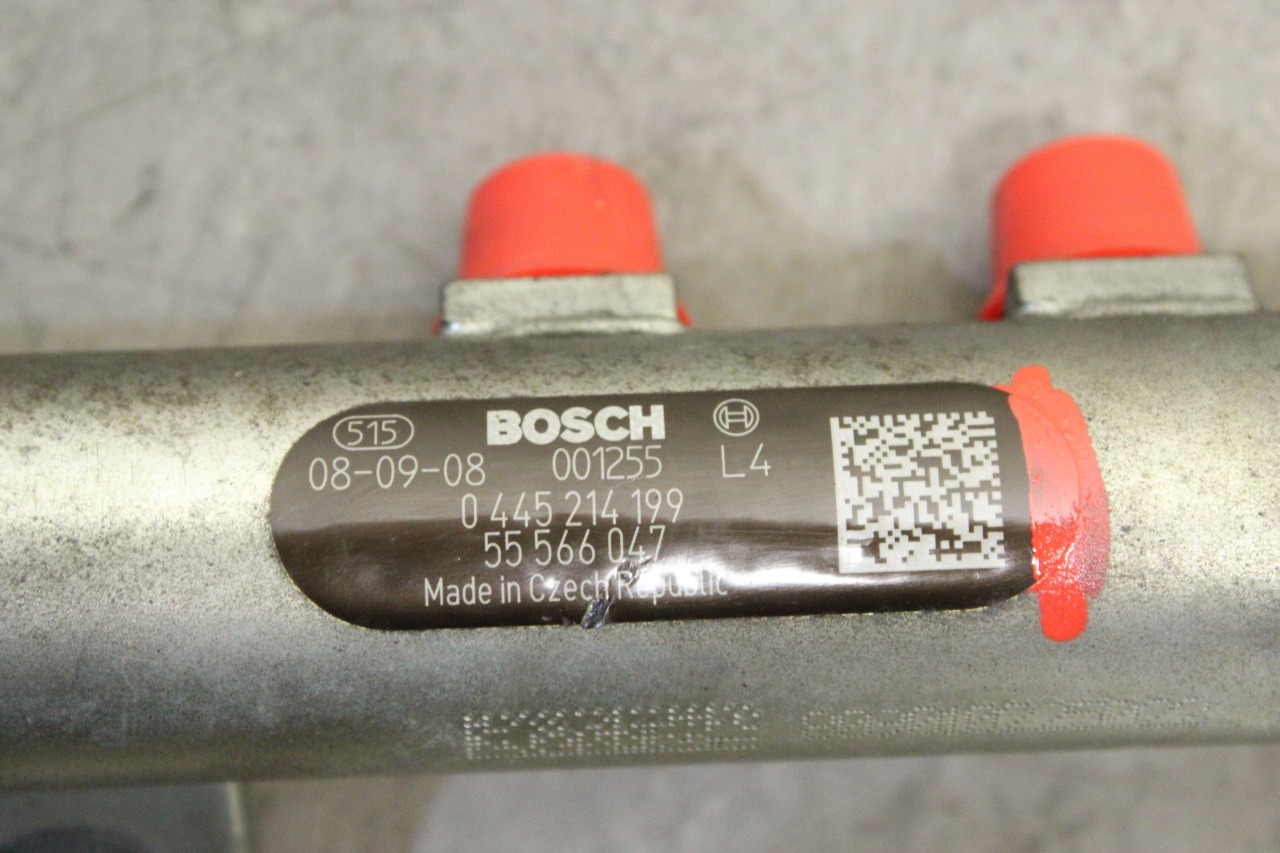 515 BOSCH
08-09-08 001255 L4
0 445 214 199
55 566 047
Made in Czech Republic